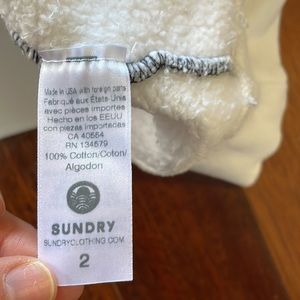 Made in USA with foreign parts
Fabriqué aux États-Unis
avec pièces importées
Hecho en los EEUU
con piezas importadas
CA 40564
RN 134579
100% Cotton/Coton/
Algodon
SUNDRY
SUNDRYCLOTHING.COM
2